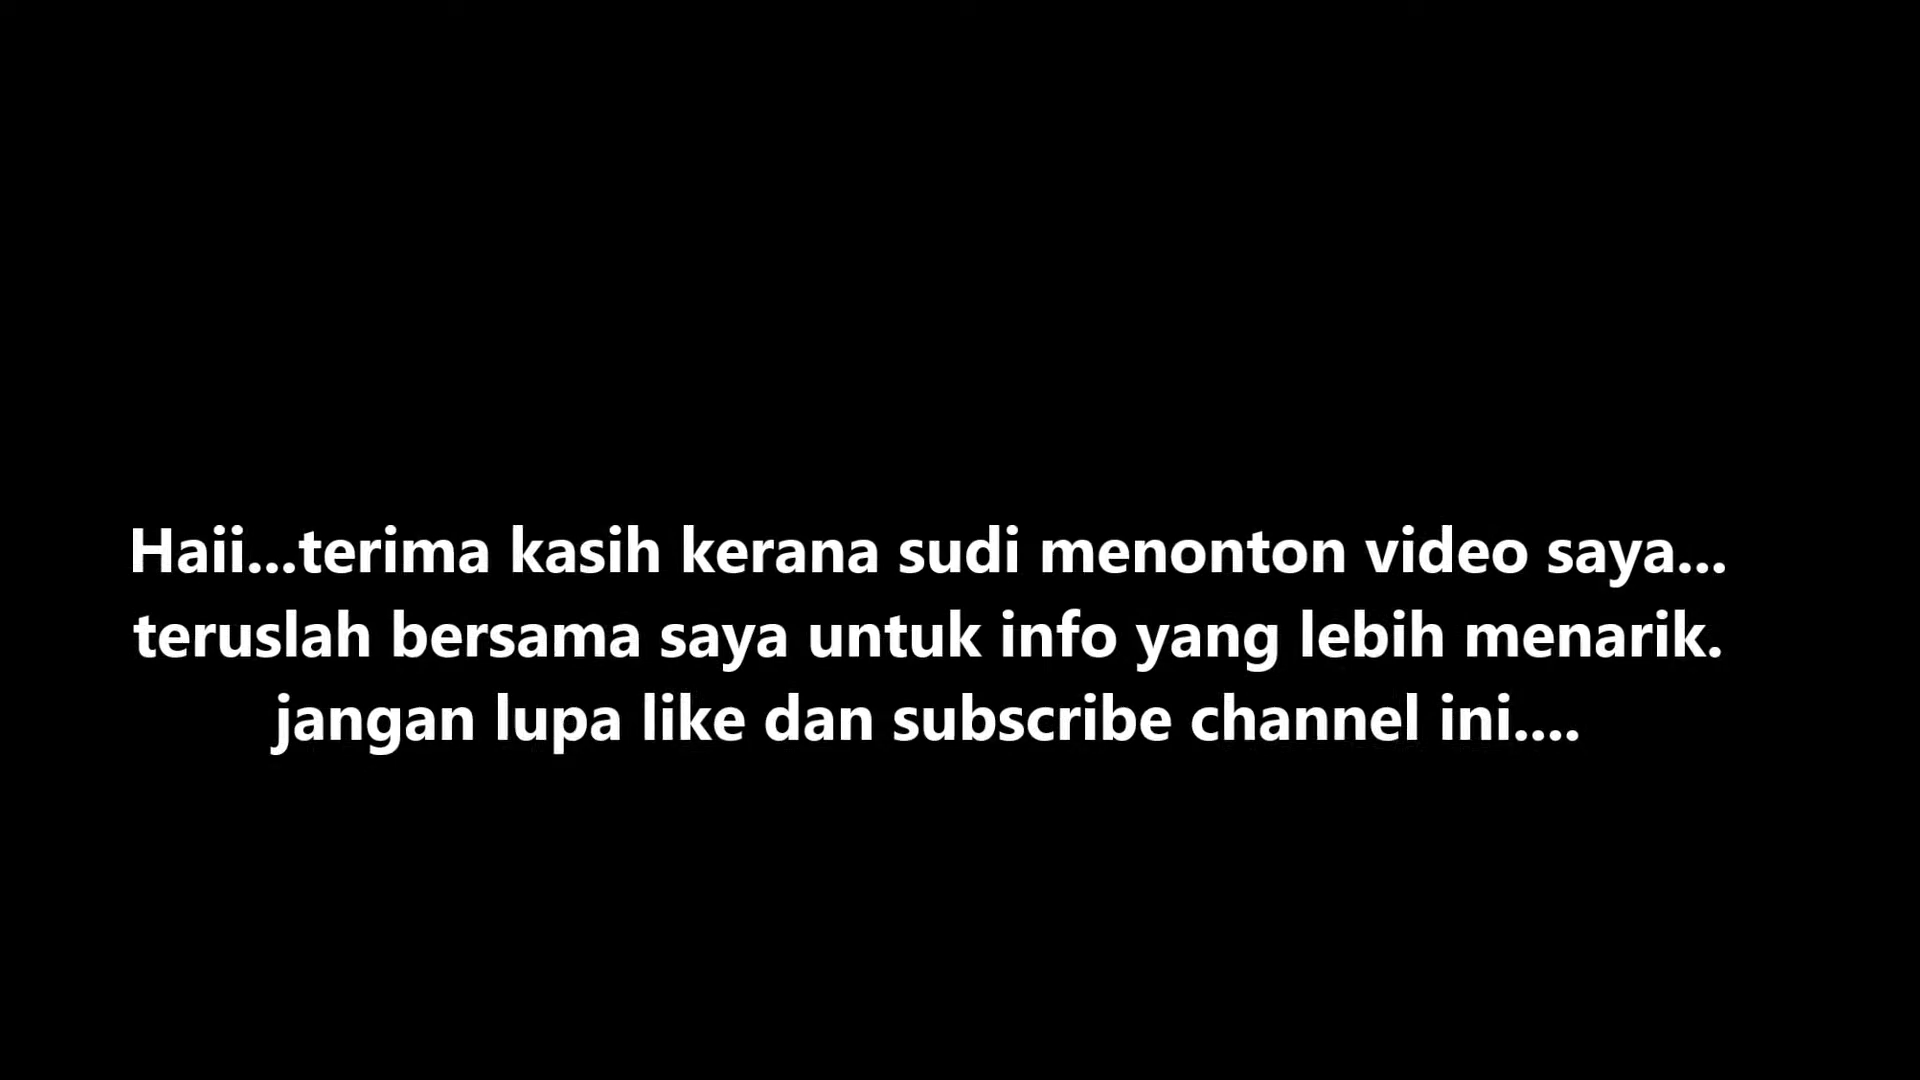 Haii...terima kasih kerana sudi menonton video saya...
teruslah bersama saya untuk info yang lebih menarik.
jangan lupa like dan subscribe channel ini....